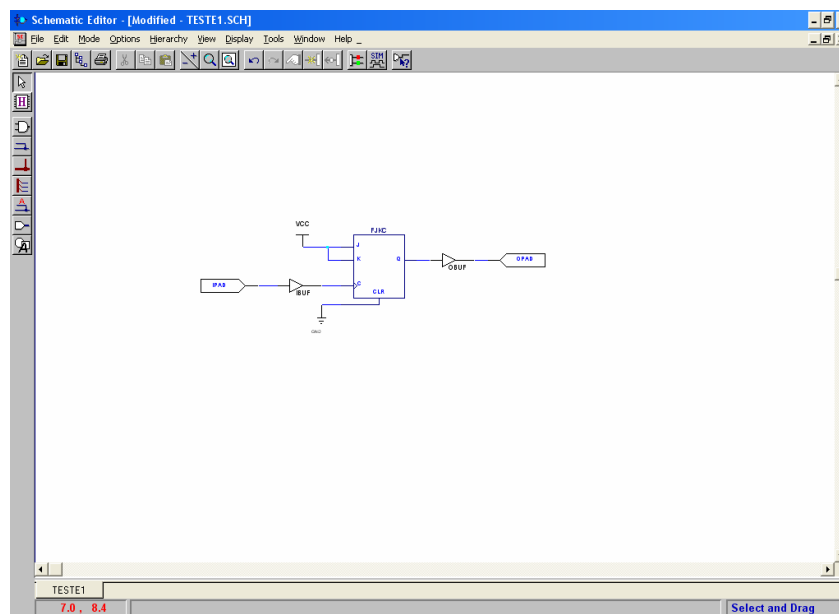 Schematic Editor - [Modified - TESTE1.SCH]
File Edit Mode Options Hierarchy View Display Tools Window Help
SIM
H
A
A
VCC
FJKC
J
K
Q
C
CLR
IPAD
IBUF
OBUF
OPAD
GND
TESTE1
7.0 , 8.4
Select and Drag